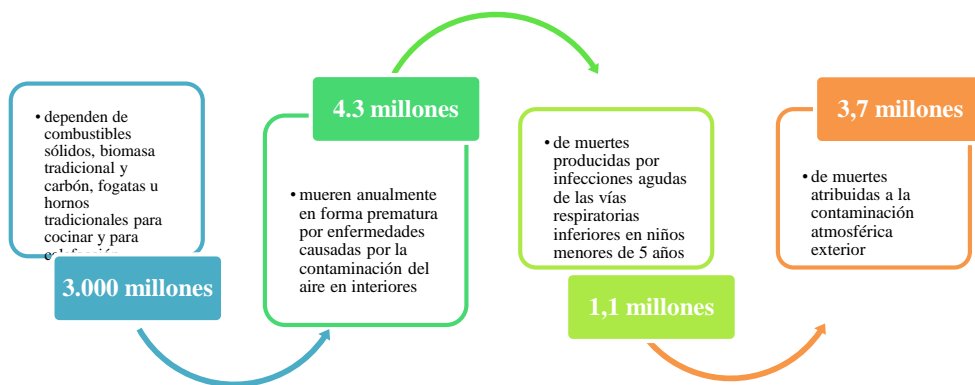 • dependen de
combustibles
sólidos, biomasa
tradicional y
carbón, fogatas u
hornos
tradicionales para
cocinar y para
3.000 millones
4.3 millones
• mueren anualmente
en forma prematura
por enfermedades
causadas por la
contaminación del
aire en interiores
• de muertes
producidas por
infecciones agudas
de las vías
respiratorias
inferiores en niños
menores de 5 años
1,1 millones
3,7 millones
• de muertes
atribuidas a la
contaminación
atmosférica
exterior